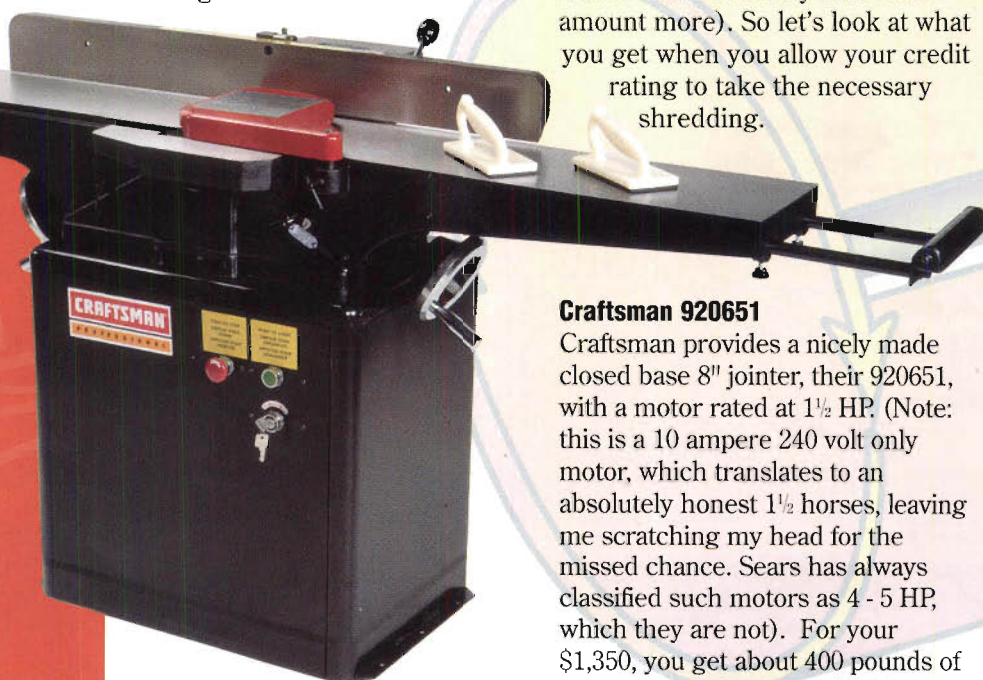 amount more). So let's look at what
you get when you allow your credit
rating to take the necessary
shredding.
CRAFTSMAN
PROFESSIONAL
Craftsman 920651
Craftsman provides a nicely made
closed base 8" jointer, their 920651,
with a motor rated at 1½ HP. (Note:
this is a 10 ampere 240 volt only
motor, which translates to an
absolutely honest 1½ horses, leaving
me scratching my head for the
missed chance. Sears has always
classified such motors as 4 - 5 HP,
which they are not). For your
$1,350, you get about 400 pounds of